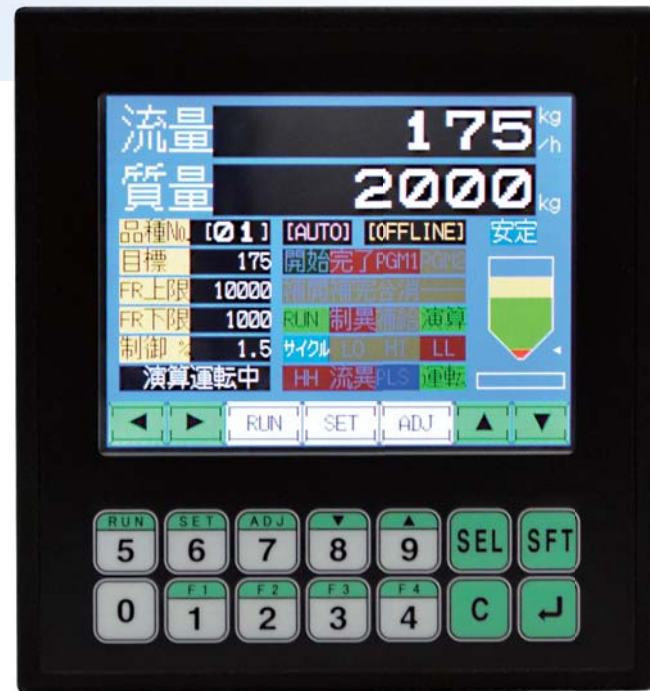 流量 175 kg/h
質量 2000 kg
品種No. [01] [AUTO] [OFFLINE] 安定
目標 175 開始 完了 PGM1 PGM2
FR上限 10000
FR下限 1000 RUN 制異 補給 演算
制御 % 1.5 サイクル LO HI LL
演算運転中 HH 流異 PLS 運転
◀ ▶ RUN SET ADJ ▲ ▼
RUN SET ADJ ▼ ▲
5 6 7 8 9 SEL SFT
F1 F2 F3 F4
0 1 2 3 4 C ↵